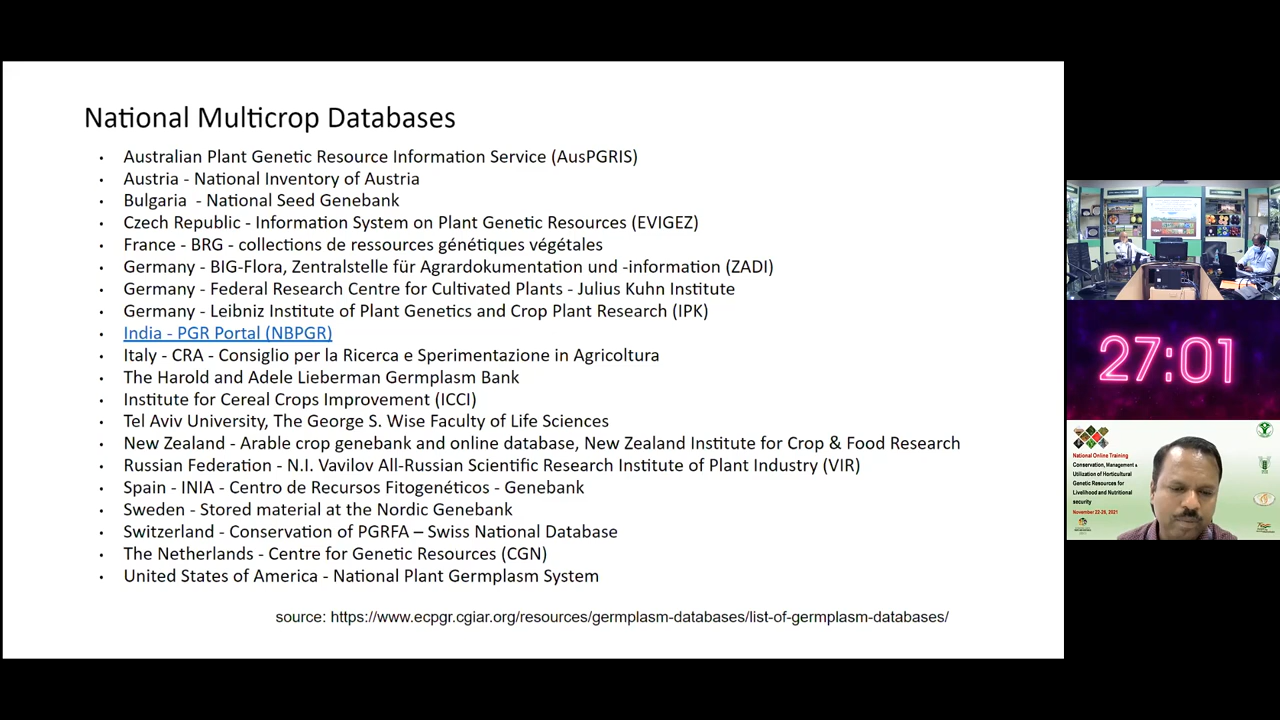 National Multicrop Databases
• Australian Plant Genetic Resource Information Service (AusPGRIS)
• Austria - National Inventory of Austria
• Bulgaria - National Seed Genebank
• Czech Republic - Information System on Plant Genetic Resources (EVIGEZ)
• France - BRG - collections de ressources génétiques végétales
• Germany - BIG-Flora, Zentralstelle für Agrardokumentation und -information (ZADI)
• Germany - Federal Research Centre for Cultivated Plants - Julius Kuhn Institute
• Germany - Leibniz Institute of Plant Genetics and Crop Plant Research (IPK)
• India - PGR Portal (NBPGR)
• Italy - CRA - Consiglio per la Ricerca e Sperimentazione in Agricoltura
• The Harold and Adele Lieberman Germplasm Bank
• Institute for Cereal Crops Improvement (ICCI)
• Tel Aviv University, The George S. Wise Faculty of Life Sciences
• New Zealand - Arable crop genebank and online database, New Zealand Institute for Crop & Food Research
• Russian Federation - N.I. Vavilov All-Russian Scientific Research Institute of Plant Industry (VIR)
• Spain - INIA - Centro de Recursos Fitogenéticos - Genebank
• Sweden - Stored material at the Nordic Genebank
• Switzerland - Conservation of PGRFA – Swiss National Database
• The Netherlands - Centre for Genetic Resources (CGN)
• United States of America - National Plant Germplasm System
source: https://www.ecpgr.cgiar.org/resources/germplasm-databases/list-of-germplasm-databases/
27:01
National Online Training
Conservation, Management &
Utilization of Horticultural
Genetic Resources for
Livelihood and Nutritional
security
November 22-26, 2021